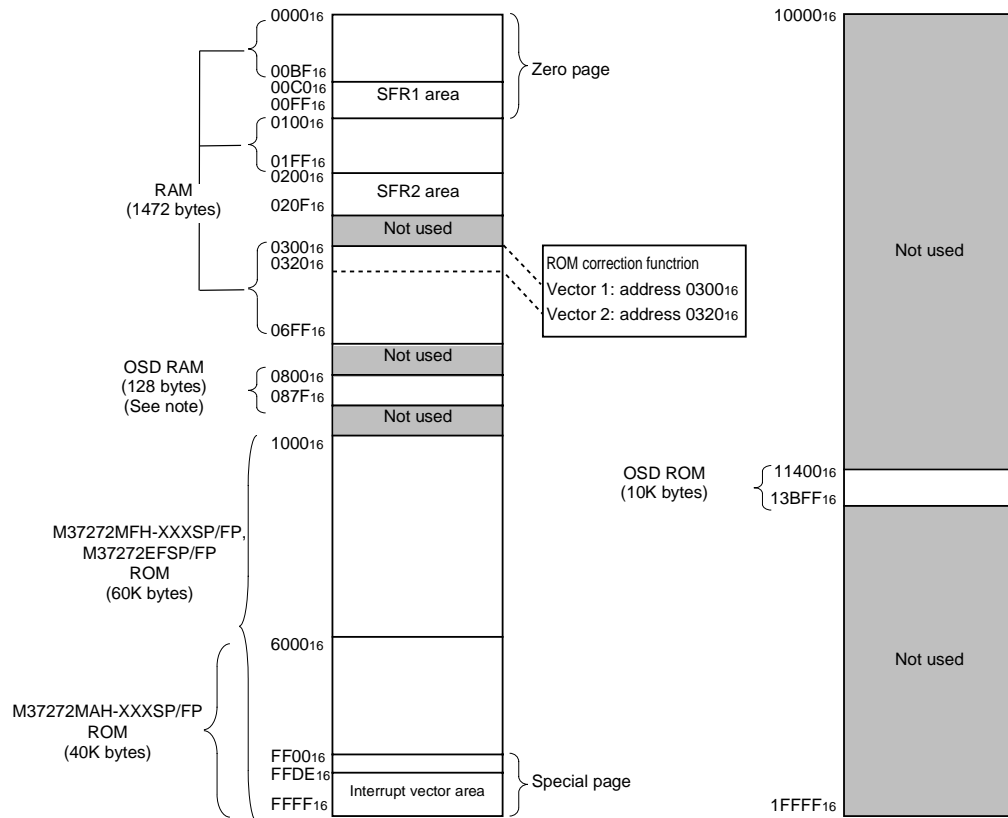 0000₁₆
00BF₁₆
00C0₁₆
00FF₁₆
0100₁₆
01FF₁₆
0200₁₆
020F₁₆
0300₁₆
0320₁₆
06FF₁₆
0800₁₆
087F₁₆
1000₁₆
6000₁₆
FF00₁₆
FFDE₁₆
FFFF₁₆
RAM
(1472 bytes)
OSD RAM
(128 bytes)
(See note)
M37272MFH-XXXSP/FP,
M37272EFSP/FP
ROM
(60K bytes)
M37272MAH-XXXSP/FP
ROM
(40K bytes)
SFR1 area
SFR2 area
Not used
Not used
Not used
Interrupt vector area
Zero page
ROM correction functrion
Vector 1: address 0300₁₆
Vector 2: address 0320₁₆
Special page
10000₁₆
Not used
OSD ROM
(10K bytes)
11400₁₆
13BFF₁₆
Not used
1FFFF₁₆